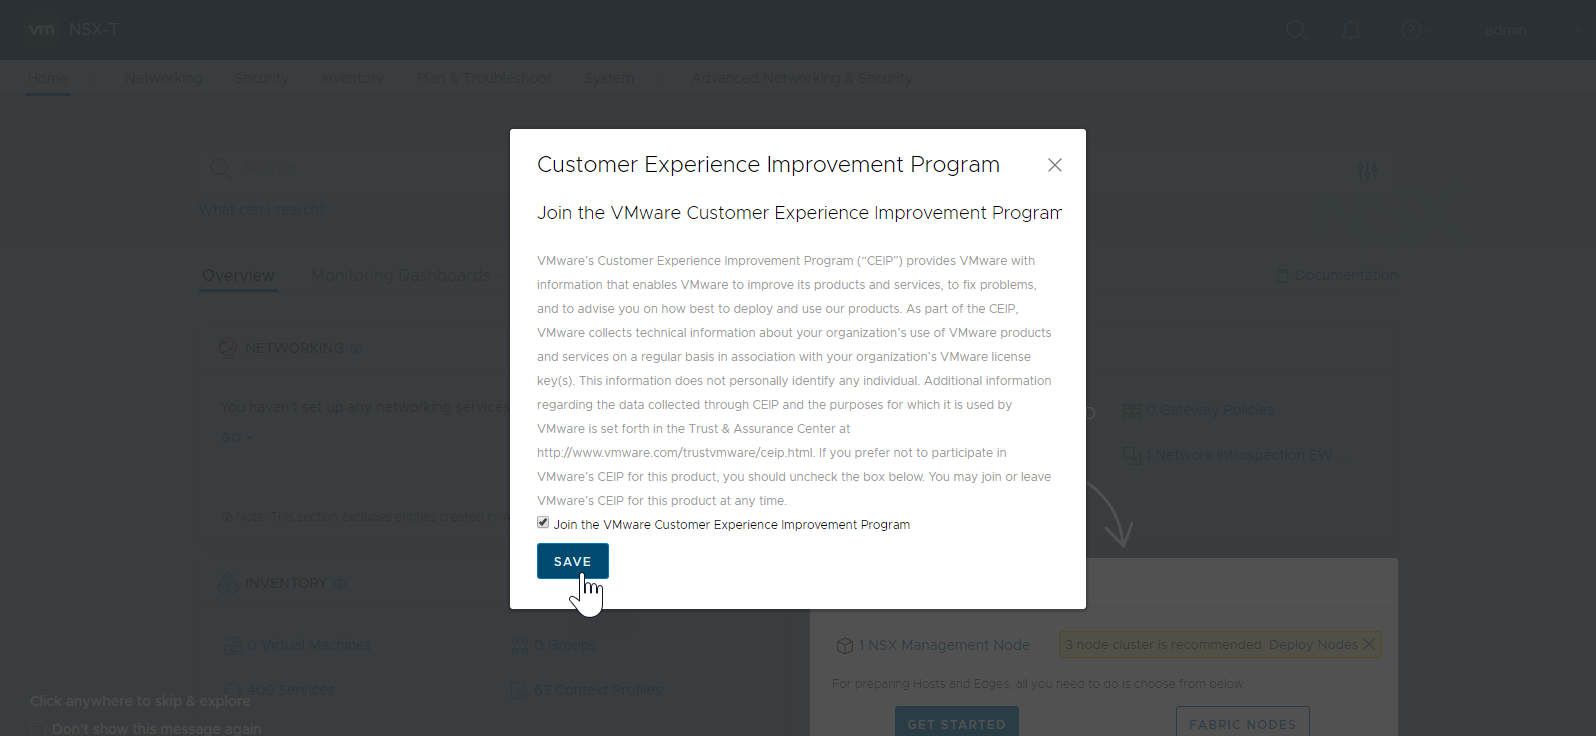 vm NSX-T
admin
Home Networking Security Inventory Plan & Troubleshoot System Advanced Networking & Security
Search
What can I search?
Overview Monitoring Dashboards
Documentation
NETWORKING
You haven't set up any networking services
GO
Note: This section excludes entities created in
INVENTORY
0 Virtual Machines
0 Groups
409 Services
63 Context Profiles
Click anywhere to skip & explore
Don't show this message again
Customer Experience Improvement Program
Join the VMware Customer Experience Improvement Program
VMware's Customer Experience Improvement Program (“CEIP”) provides VMware with
information that enables VMware to improve its products and services, to fix problems,
and to advise you on how best to deploy and use our products. As part of the CEIP,
VMware collects technical information about your organization's use of VMware products
and services on a regular basis in association with your organization's VMware license
key(s). This information does not personally identify any individual. Additional information
regarding the data collected through CEIP and the purposes for which it is used by
VMware is set forth in the Trust & Assurance Center at
http://www.vmware.com/trustvmware/ceip.html. If you prefer not to participate in
VMware's CEIP for this product, you should uncheck the box below. You may join or leave
VMware's CEIP for this product at any time.
Join the VMware Customer Experience Improvement Program
SAVE
0 Gateway Policies
1 Network Introspection EW...
1 NSX Management Node
3 node cluster is recommended Deploy Nodes
For preparing Hosts and Edges, all you need to do is choose from below.
GET STARTED
FABRIC NODES